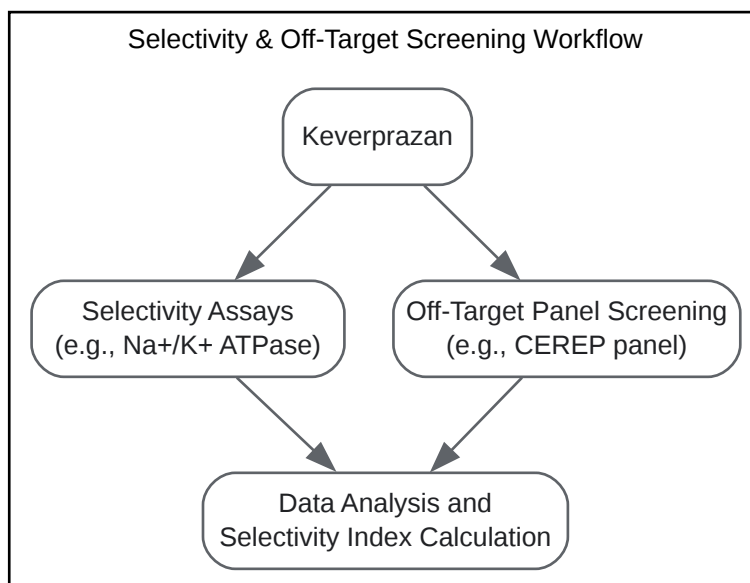 Selectivity & Off-Target Screening Workflow
Keverprazan
Selectivity Assays
(e.g., Na+/K+ ATPase)
Off-Target Panel Screening
(e.g., CEREP panel)
Data Analysis and
Selectivity Index Calculation